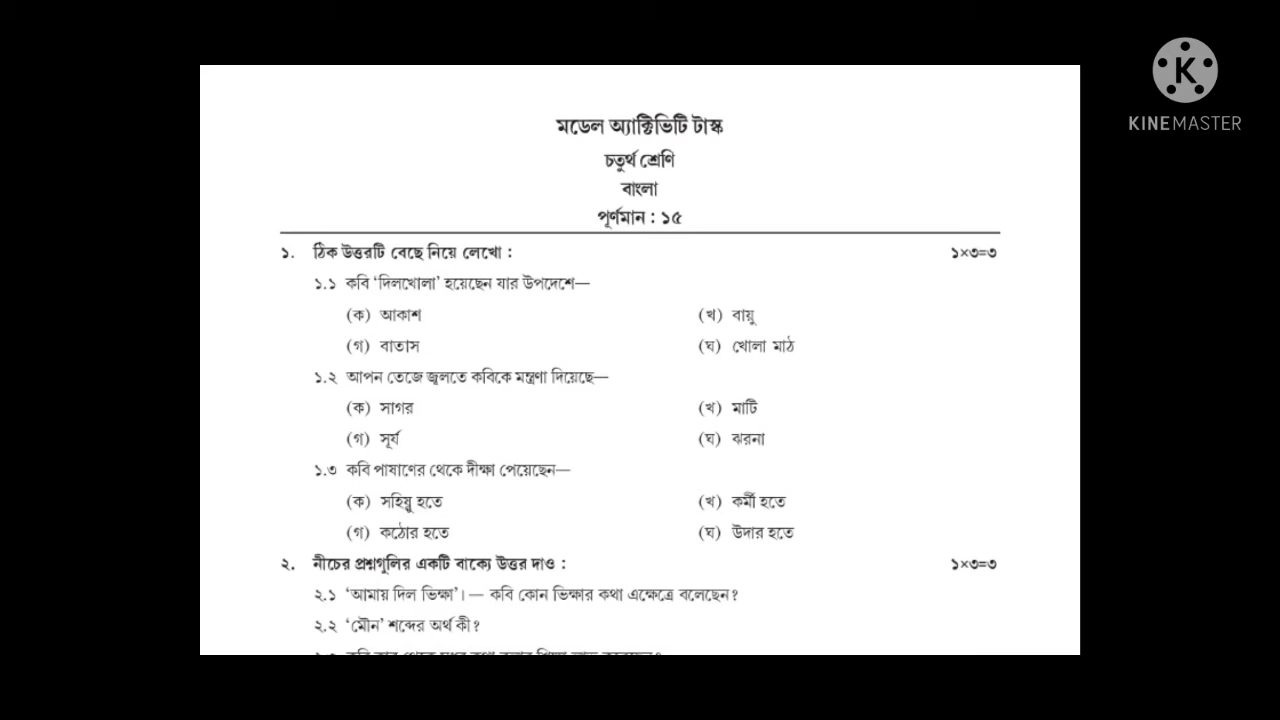 K
KINEMASTER
মডেল অ্যাক্টিভিটি টাস্ক
চতুর্থ শ্রেণি
বাংলা
পূর্ণমান : ১৫
১. ঠিক উত্তরটি বেছে নিয়ে লেখো : ১×৩=৩
১.১ কবি ‘দিলখোলা’ হয়েছেন যার উপদেশে—
(ক) আকাশ (খ) বায়ু
(গ) বাতাস (ঘ) খোলা মাঠ
১.২ আপন তেজে জ্বলতে কবিকে মন্ত্রণা দিয়েছে—
(ক) সাগর (খ) মাটি
(গ) সূর্য (ঘ) ঝরনা
১.৩ কবি পাষাণের থেকে দীক্ষা পেয়েছেন—
(ক) সহিষ্ণু হতে (খ) কর্মী হতে
(গ) কঠোর হতে (ঘ) উদার হতে
২. নীচের প্রশ্নগুলির একটি বাক্যে উত্তর দাও : ১×৩=৩
২.১ ‘আমায় দিল ভিক্ষা’। — কবি কোন ভিক্ষার কথা এক্ষেত্রে বলেছেন?
২.২ ‘মৌন’ শব্দের অর্থ কী?